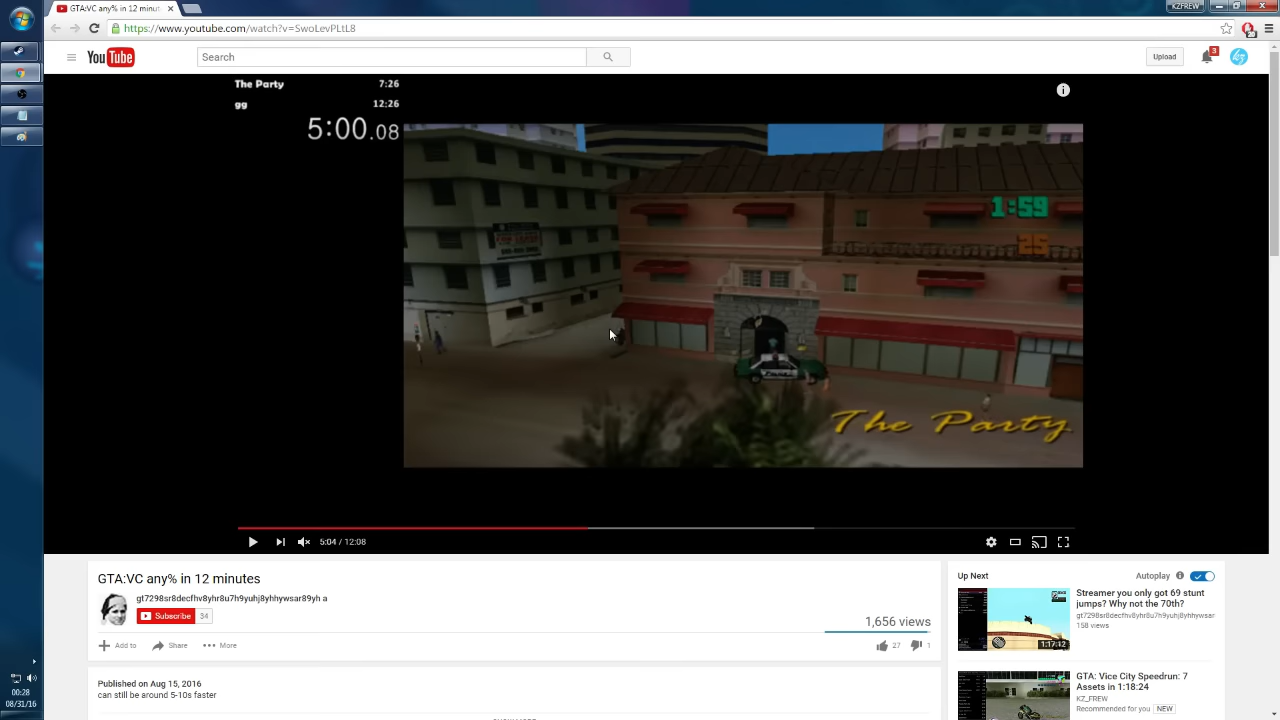 GTA:VC any% in 12 minut
KZFREW
https://www.youtube.com/watch?v=SwoLevPLtL8
20
YouTube
Search
Upload
3
The Party 7:26
gg 12:26
5:00.08
1:59
25
The Party
5:04 / 12:08
GTA:VC any% in 12 minutes
gt7298sr8decfhv8yhr8u7h9yuhj8yhhywsar89yh a
Subscribe 34
1,656 views
Add to Share More
27 1
Published on Aug 15, 2016
can still be around 5-10s faster
Up Next Autoplay
Streamer you only got 69 stunt
jumps? Why not the 70th?
gt7298sr8decfhv8yhr8u7h9yuhj8yhhywsar
158 views
1:17:12
GTA: Vice City Speedrun: 7
Assets in 1:18:24
KZ_FREW
Recommended for you NEW
00:28
08/31/16